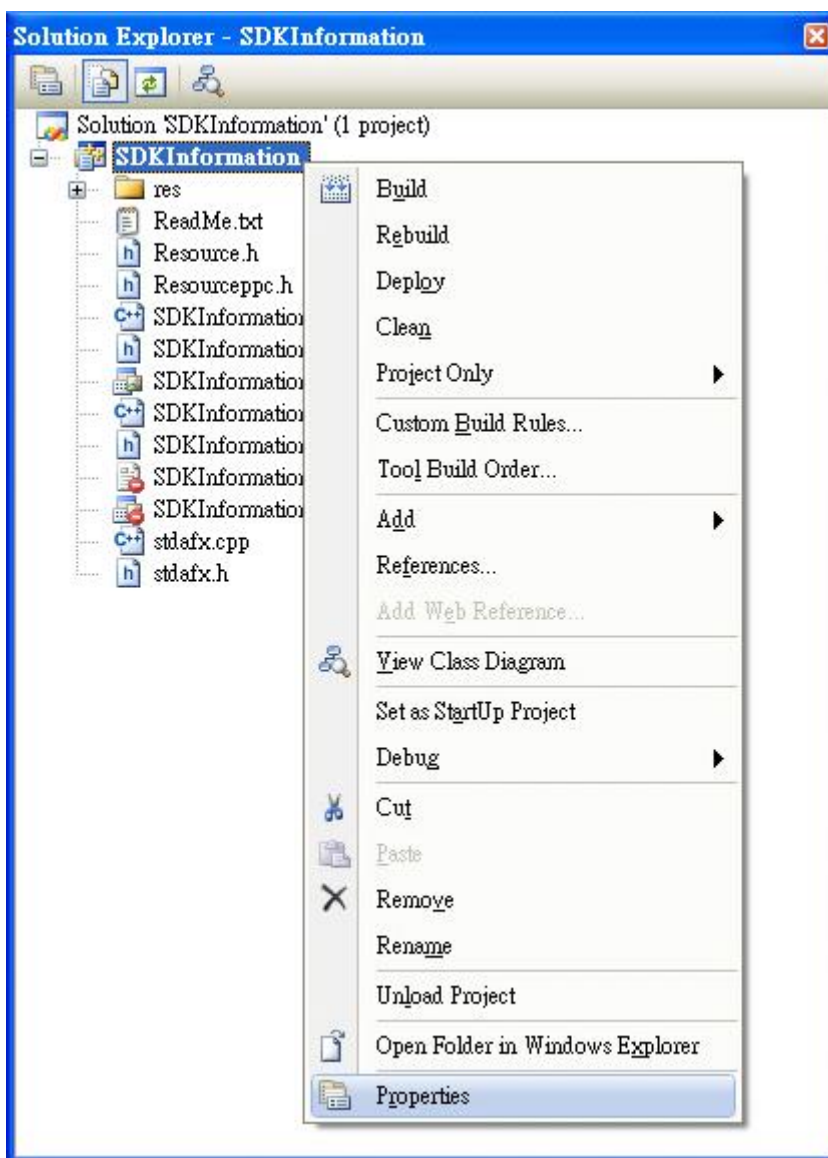 Solution Explorer - SDKInformation
Solution 'SDKInformation' (1 project)
SDKInformation
res
ReadMe.txt
Resource.h
Resourceppc.h
SDKInformation
SDKInformation
SDKInformation
SDKInformation
SDKInformation
SDKInformation
SDKInformation
stdafx.cpp
stdafx.h
Build
Rebuild
Deploy
Clean
Project Only
Custom Build Rules...
Tool Build Order...
Add
References...
Add Web Reference...
View Class Diagram
Set as StartUp Project
Debug
Cut
Paste
Remove
Rename
Unload Project
Open Folder in Windows Explorer
Properties